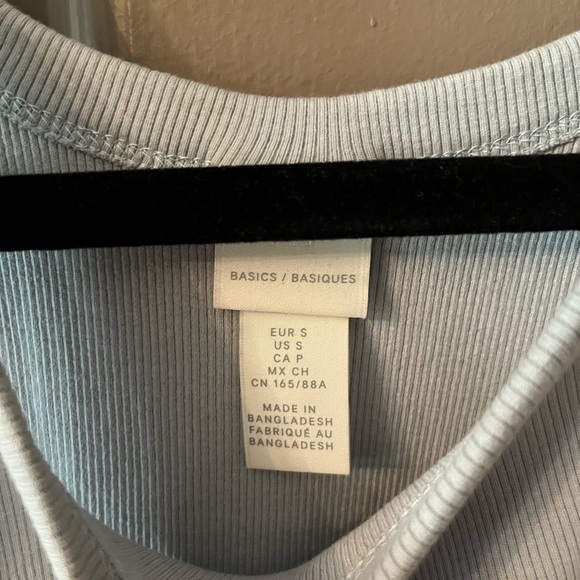 BASICS / BASIQUES
EUR S
US S
CA P
MX CH
CN 165/88A
MADE IN
BANGLADESH
FABRIQUÉ AU
BANGLADESH